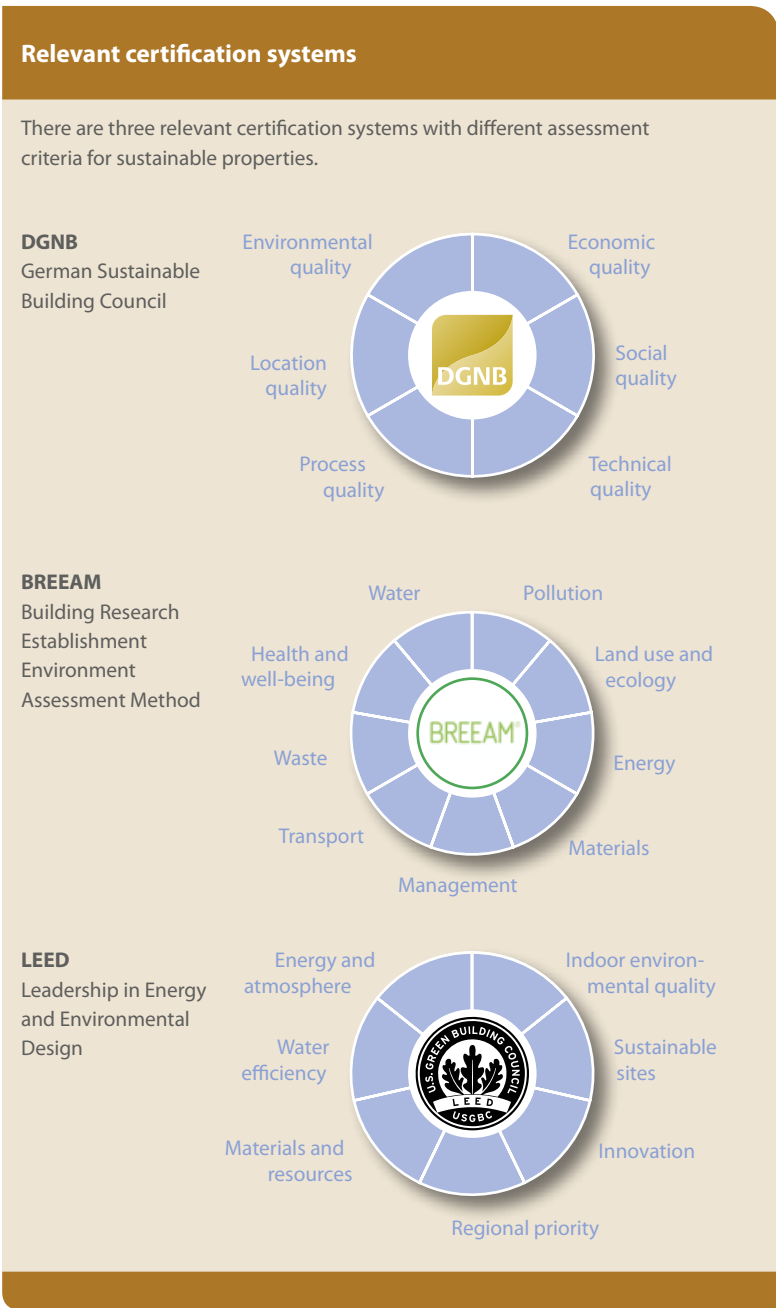 Relevant certification systems
There are three relevant certification systems with different assessment
criteria for sustainable properties.
DGNB
German Sustainable
Building Council
Environmental
quality
Economic
quality
Location
quality
DGNB
Social
quality
Process
quality
Technical
quality
BREEAM
Building Research
Establishment
Environment
Assessment Method
Water
Pollution
Health and
well-being
Land use and
ecology
BREEAM®
Waste
Energy
Transport
Materials
Management
LEED
Leadership in Energy
and Environmental
Design
Energy and
atmosphere
Indoor environ-
mental quality
Water
efficiency
U.S. GREEN BUILDING COUNCIL
LEED
USGBC
Sustainable
sites
Materials and
resources
Innovation
Regional priority